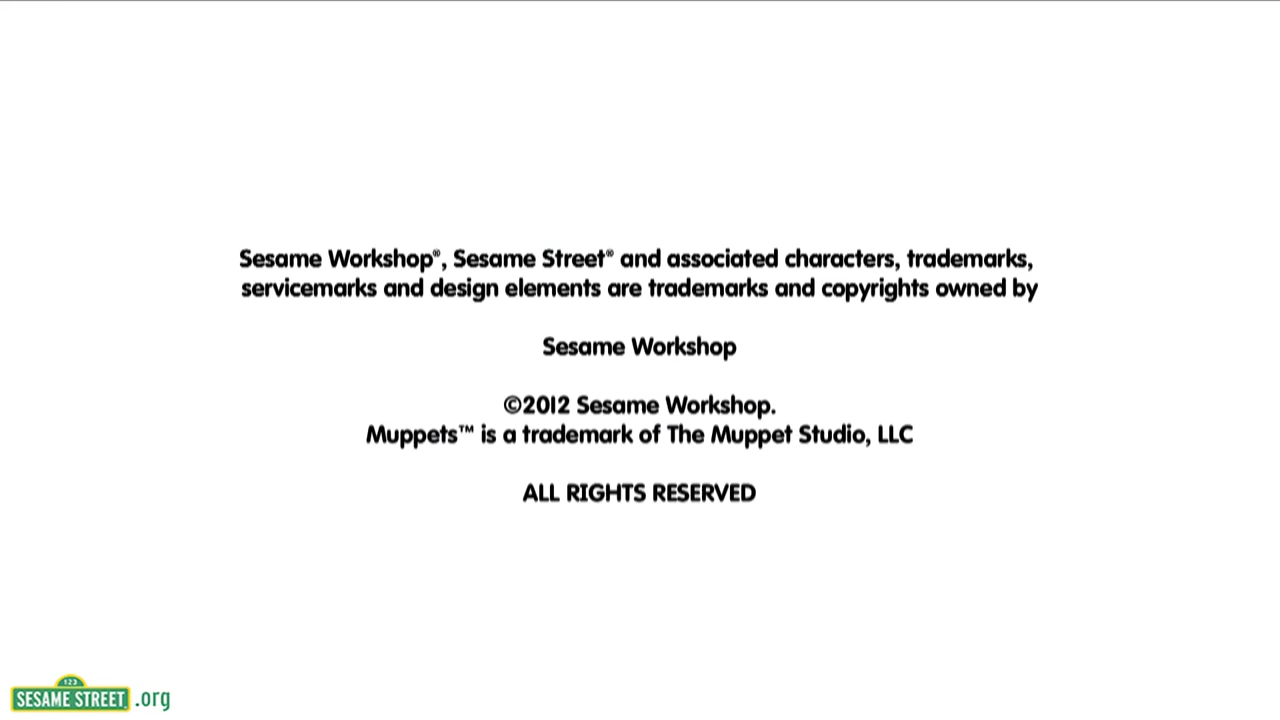 Sesame Workshop®, Sesame Street® and associated characters, trademarks,
servicemarks and design elements are trademarks and copyrights owned by
Sesame Workshop
©2012 Sesame Workshop.
Muppets™ is a trademark of The Muppet Studio, LLC
ALL RIGHTS RESERVED
123
SESAME STREET .org